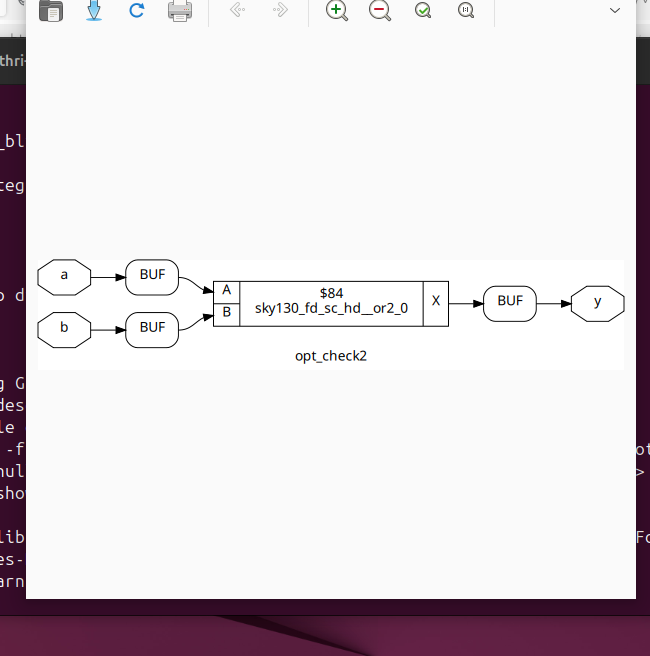 thri
_bl
teg
o d
a
BUF
A
$84
X
BUF
y
sky130_fd_sc_hd__or2_0
b
BUF
B
opt_check2
g G
des
le
-f
ot
nul
>
sho
lib
Fo
es-
arn